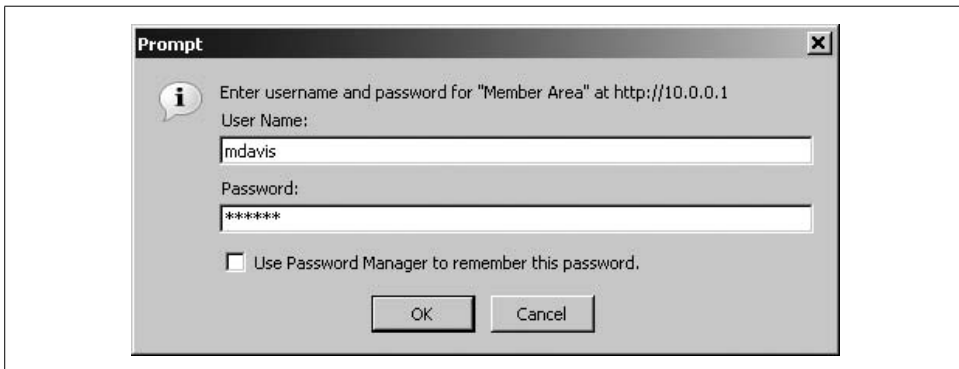 Prompt
Enter username and password for "Member Area" at http://10.0.0.1
User Name:
mdavis
Password:
******
Use Password Manager to remember this password.
OK
Cancel